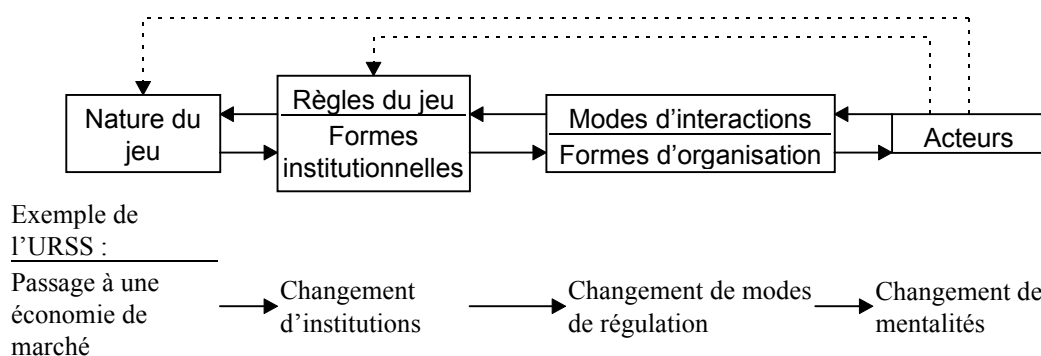 Nature du
jeu
Règles du jeu
Formes
institutionnelles
Modes d'interactions
Formes d'organisation
Acteurs
Exemple de
l'URSS :
Passage à une
économie de
marché
Changement
d'institutions
Changement de modes
de régulation
Changement de
mentalités